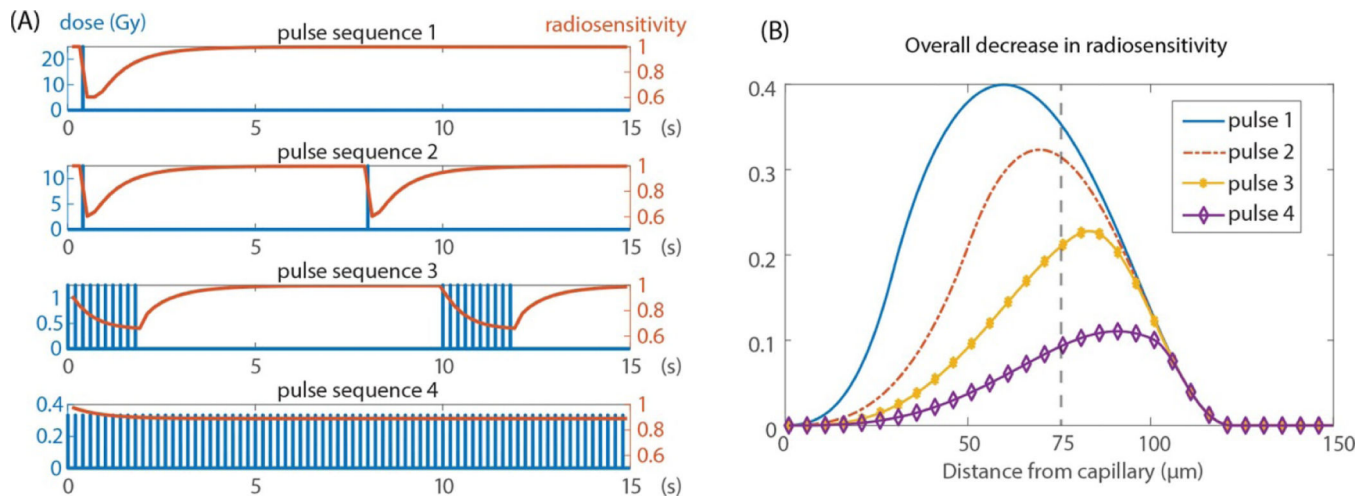 (A)
dose (Gy)
radiosensitivity
pulse sequence 1
20
10
0
1
0.8
0.6
0 5 10 15 (s)
pulse sequence 2
10
5
0
1
0.8
0.6
0 5 10 15 (s)
pulse sequence 3
1
0.5
0
1
0.8
0.6
0 5 10 15 (s)
pulse sequence 4
0.4
0.2
0
1
0.8
0.6
0 5 10 15 (s)
(B)
Overall decrease in radiosensitivity
0.4
0.3
0.2
0.1
0
pulse 1
pulse 2
pulse 3
pulse 4
50 75 100 150
Distance from capillary (μm)